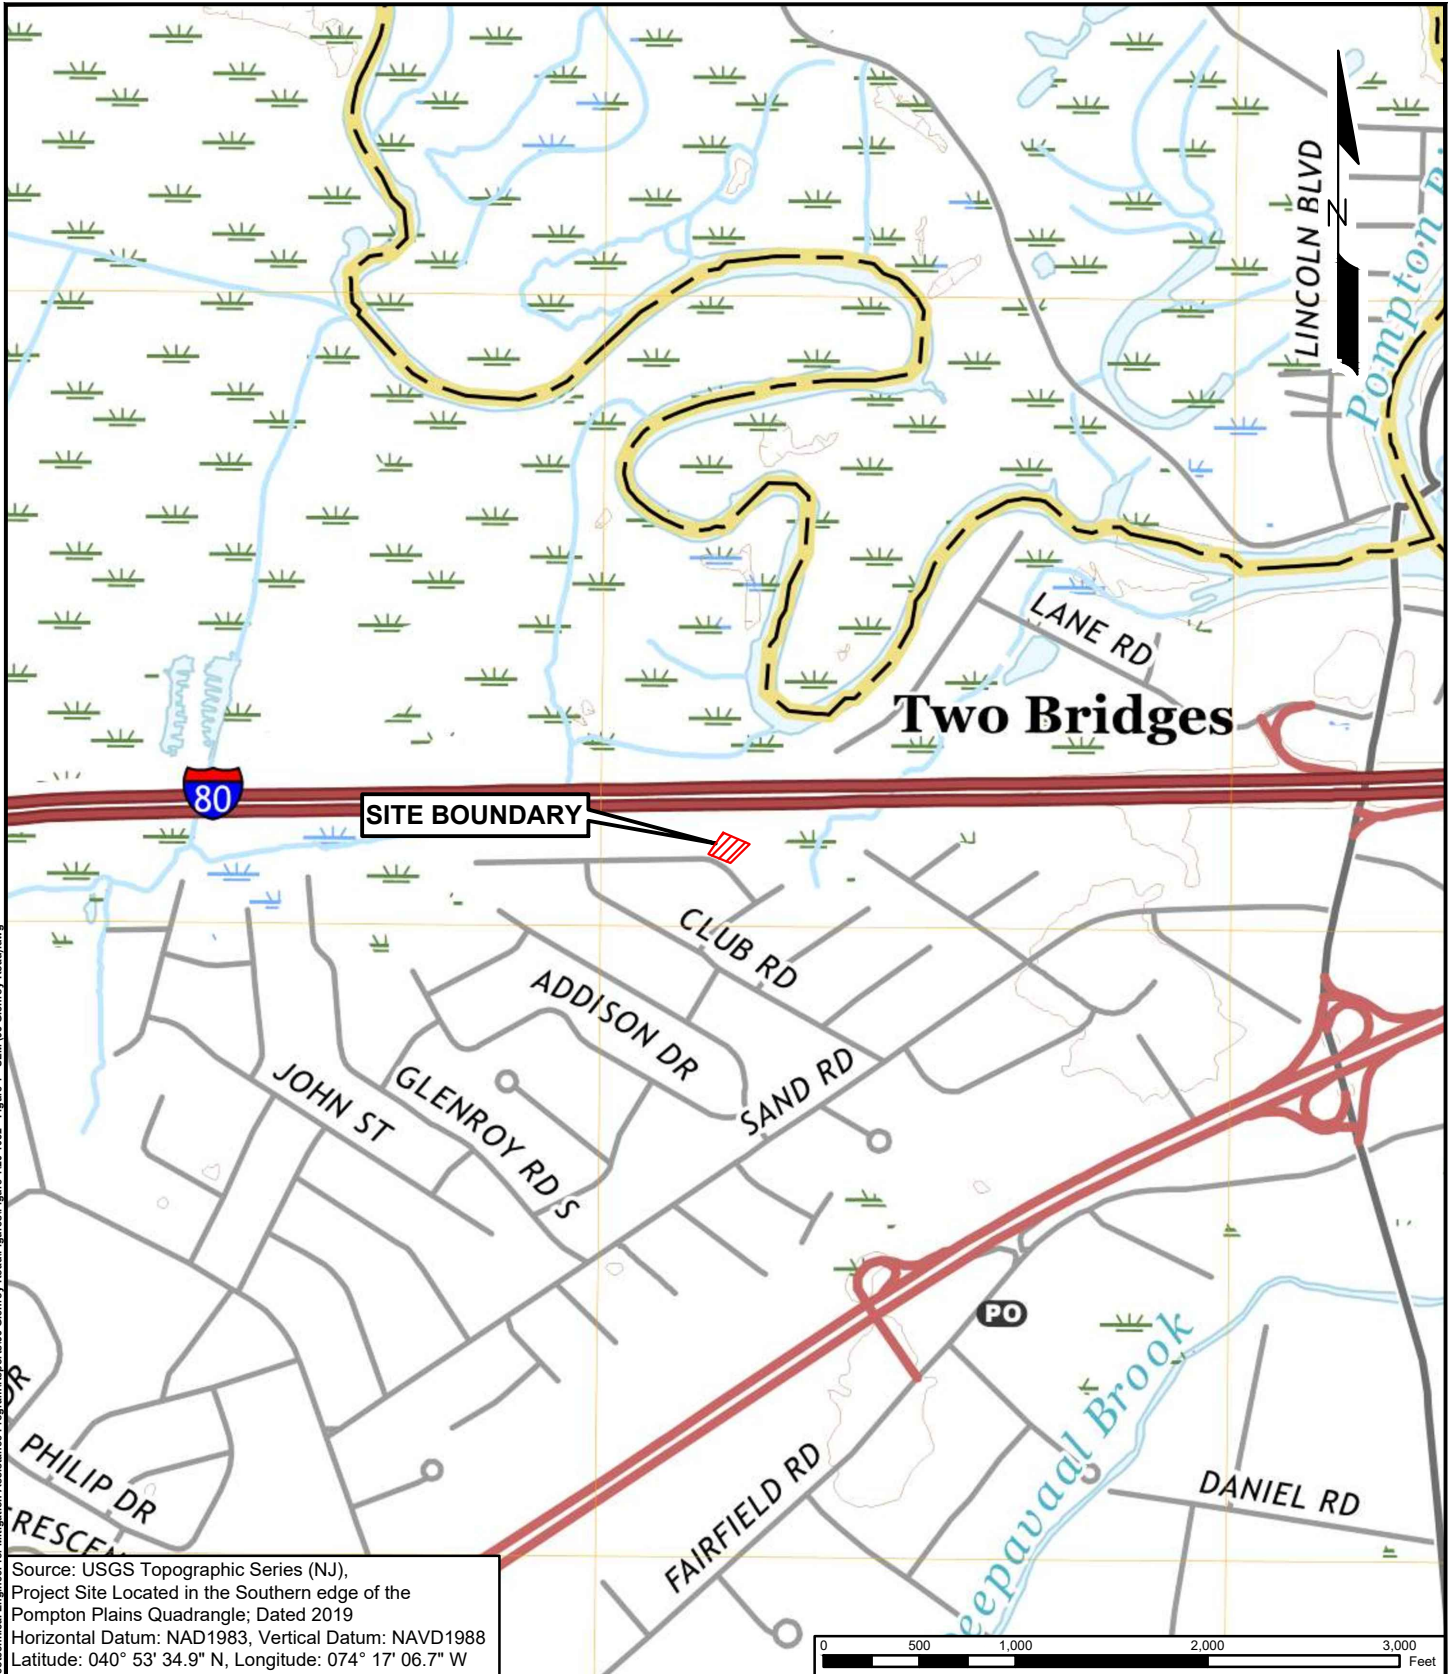 LINCOLN BLVD
N
Pompton
LANE RD
Two Bridges
80
SITE BOUNDARY
CLUB RD
ADDISON DR
SAND RD
JOHN ST
GLENROY RD S
PO
DR
PHILIP DR
FAIRFIELD RD
eepavaal Brook
DANIEL RD
RESCEN
Source: USGS Topographic Series (NJ),
Project Site Located in the Southern edge of the
Pompton Plains Quadrangle; Dated 2019
Horizontal Datum: NAD1983, Vertical Datum: NAVD1988
Latitude: 040° 53' 34.9" N, Longitude: 074° 17' 06.7" W
0 500 1,000 2,000 3,000
Feet